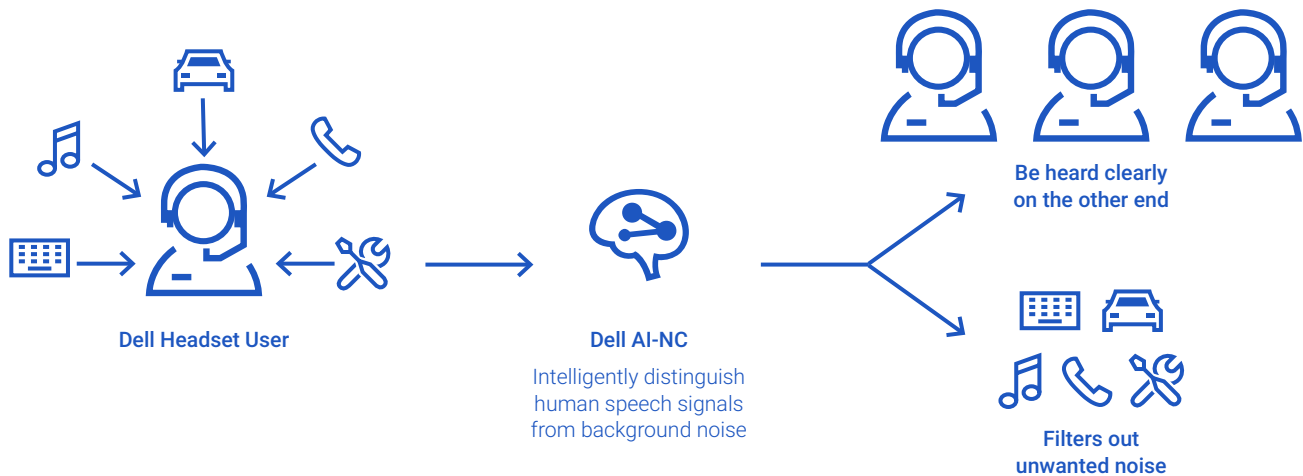 Dell Headset User
Dell AI-NC
Intelligently distinguish
human speech signals
from background noise
Be heard clearly
on the other end
Filters out
unwanted noise